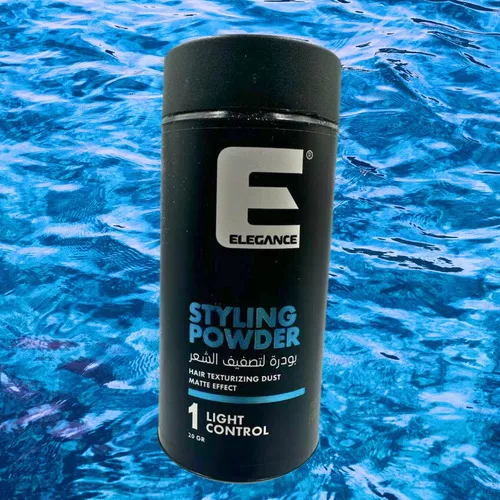 E®
ELEGANCE
STYLING
POWDER
بودرة لتصفيف الشعر
HAIR TEXTURIZING DUST
MATTE EFFECT
1 LIGHT
CONTROL
20 GR